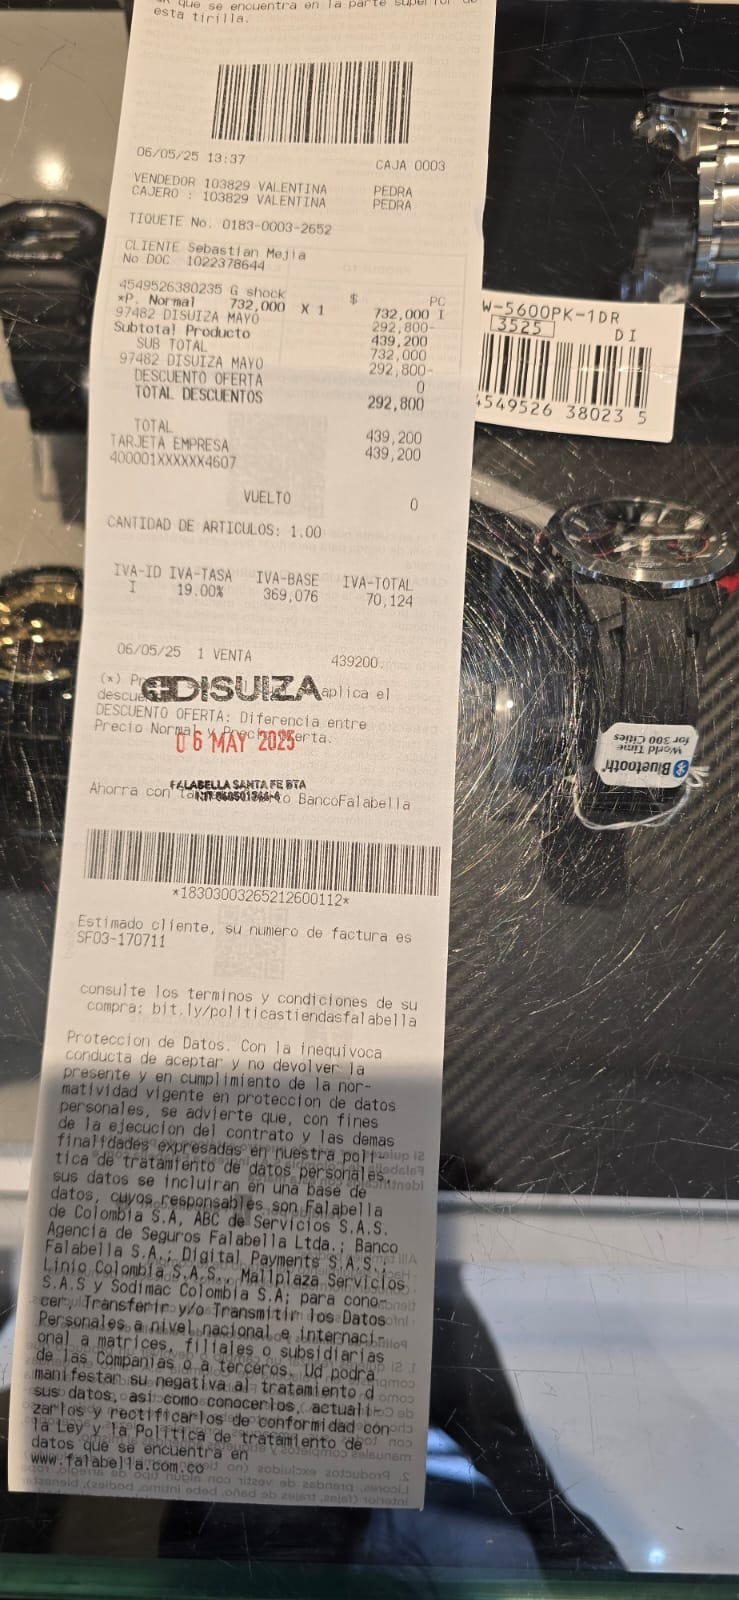 que se encuentra en la parte superior de
esta tirilla.
06/05/25 13:37 CAJA 0003
VENDEDOR 103829 VALENTINA PEDRA
CAJERO : 103829 VALENTINA PEDRA
TIQUETE No. 0183-0003-2652
CLIENTE Sebastian Mejia
No DOC 1022378644
4549526380235 G shock $ PC
*P. Normal 732,000 X 1 732,000 I
97482 DISUIZA MAYO 292,800-
Subtotal Producto 439,200
SUB TOTAL 732,000
97482 DISUIZA MAYO 292,800-
DESCUENTO OFERTA 0
TOTAL DESCUENTOS 292,800
TOTAL 439,200
TARJETA EMPRESA 439,200
400001XXXXXX4607
VUELTO 0
CANTIDAD DE ARTICULOS: 1.00
IVA-ID IVA-TASA IVA-BASE IVA-TOTAL
I 19.00% 369,076 70,124
06/05/25 1 VENTA 439200.
(*) aplica el
DISUIZA
DESCUENTO OFERTA: Diferencia entre
Precio Normal y Precio Oferta.
06 MAY 2025
FALABELLA SANTA FE BTA
Ahorra con BancoFalabella
*18303003265212600112*
Estimado cliente, su numero de factura es
SF03-170711
consulte los terminos y condiciones de su
compra: bit.ly/politicastiendasfalabella
Proteccion de Datos. Con la inequivoca
conducta de aceptar y no devolver la
presente y en cumplimiento de la nor-
matividad vigente en proteccion de datos
personales, se advierte que, con fines
de la ejecucion del contrato y las demas
finalidades expresadas en nuestra poli-
tica de tratamiento de datos personales,
sus datos se incluiran en una base de
datos, cuyos responsables son Falabella
de Colombia S.A, ABC de Servicios S.A.S.
Agencia de Seguros Falabella Ltda.; Banco
Falabella S.A.; Digital Payments S.A.S.,
Linio Colombia S.A.S., Mallplaza Servicios
S.A.S y Sodimac Colombia S.A; para cono-
cer, Transferir y/o Transmitir los Datos
Personales a nivel nacional e internaci-
onal a matrices, filiales o subsidiarias
de las Companias o a terceros. Ud podra
manifestar su negativa al tratamiento d
sus datos, asi como conocerlos, actuali-
zarlos y rectificarlos de conformidad con
la Ley y la Politica de tratamiento de
datos que se encuentra en
www.falabella.com.co
W-5600PK-1DR
3525 DI
4549526 38023 5
Bluetooth
World Time
for 300 Cities